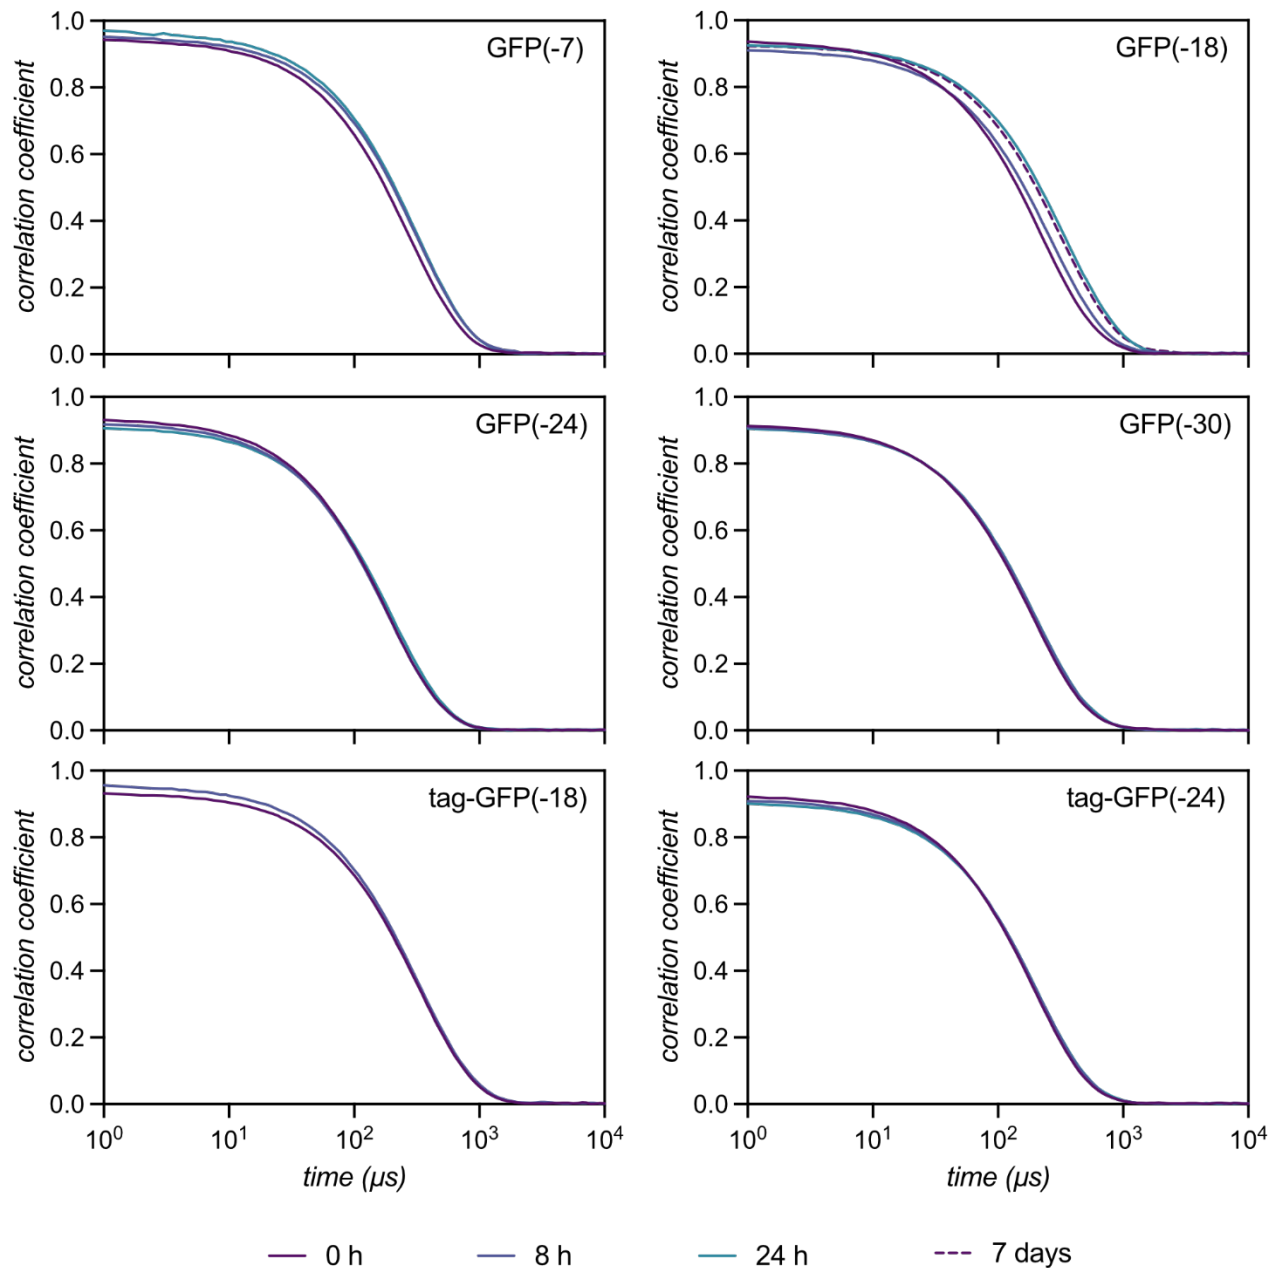 1.0
0.8
0.6
0.4
0.2
0.0
correlation coefficient
GFP(-7)
1.0
0.8
0.6
0.4
0.2
0.0
correlation coefficient
GFP(-18)
1.0
0.8
0.6
0.4
0.2
0.0
correlation coefficient
GFP(-24)
1.0
0.8
0.6
0.4
0.2
0.0
correlation coefficient
GFP(-30)
1.0
0.8
0.6
0.4
0.2
0.0
correlation coefficient
tag-GFP(-18)
10⁰ 10¹ 10² 10³ 10⁴
time (µs)
1.0
0.8
0.6
0.4
0.2
0.0
correlation coefficient
tag-GFP(-24)
10⁰ 10¹ 10² 10³ 10⁴
time (µs)
0 h 8 h 24 h 7 days